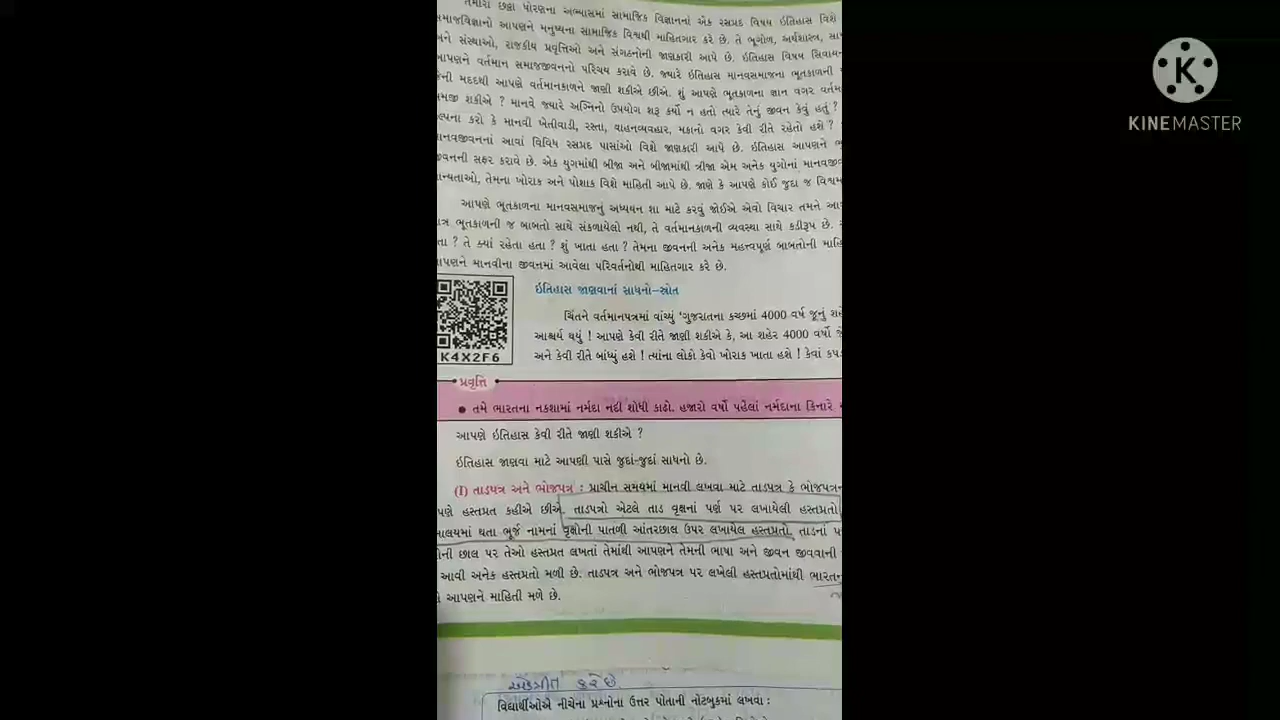 તમારા છઠ્ઠા ધોરણના અભ્યાસમાં સામાજિક વિજ્ઞાનનાં એક રસપ્રદ વિષય ઇતિહાસ વિશે
સમાજવિજ્ઞાનો આપણને મનુષ્યના સામાજિક વિશ્વથી માહિતગાર કરે છે. તે ભૂગોળ, અર્થશાસ્ત્ર,
અને સંસ્થાઓ, રાજકીય પ્રવૃત્તિઓ અને સંગઠનોની જાણકારી આપે છે. ઇતિહાસ વિષય સિવાયન
આપણને વર્તમાન સમાજજીવનનો પરિચય કરાવે છે. જ્યારે ઇતિહાસ માનવસમાજના ભૂતકાળની
જેની મદદથી આપણે વર્તમાનકાળને જાણી શકીએ છીએ. શું આપણે ભૂતકાળના જ્ઞાન વગર વર્તમ
સમજી શકીએ ? માનવે જ્યારે અગ્નિનો ઉપયોગ શરૂ કર્યો ન હતો ત્યારે તેનું જીવન કેવું હતું ?
કલ્પના કરો કે માનવી ખેતીવાડી, રસ્તા, વાહનવ્યવહાર, મકાનો વગર કેવી રીતે રહેતો હશે ?
માનવજીવનનાં આવાં વિવિધ રસપ્રદ પાસાંઓ વિશે જાણકારી આપે છે. ઇતિહાસ આપણને ભૂ
જીવનની સફર કરાવે છે. એક યુગમાંથી બીજા અને બીજામાંથી ત્રીજા એમ અનેક યુગોનાં માનવજીવ
માન્યતાઓ, તેમના ખોરાક અને પોશાક વિશે માહિતી આપે છે. જાણે કે આપણે કોઈ જુદા જ વિશ્વમ
આપણે ભૂતકાળના માનવસમાજનું અધ્યયન શા માટે કરવું જોઈએ એવો વિચાર તમને આ
માત્ર ભૂતકાળની જ બાબતો સાથે સંકળાયેલો નથી, તે વર્તમાનકાળની વ્યવસ્થા સાથે કડીરૂપ છે.
તા ? તે ક્યાં રહેતા હતા ? શું ખાતા હતા ? તેમના જીવનની અનેક મહત્ત્વપૂર્ણ બાબતોની માહિ
આપણને માનવીના જીવનમાં આવેલા પરિવર્તનોથી માહિતગાર કરે છે.
ઇતિહાસ જાણવાનાં સાધનો–સ્રોત
ચિંતને વર્તમાનપત્રમાં વાંચ્યું 'ગુજરાતના કચ્છમાં 4000 વર્ષ જૂનું શહે
આશ્ચર્ય થયું ! આપણે કેવી રીતે જાણી શકીએ કે, આ શહેર 4000 વર્ષો જૂ
અને કેવી રીતે બાંધ્યું હશે ! ત્યાંના લોકો કેવો ખોરાક ખાતા હશે ! કેવાં કપડ
K4X2F6
પ્રવૃત્તિ
● તમે ભારતના નકશામાં નર્મદા નદી શોધી કાઢો. હજારો વર્ષો પહેલાં નર્મદાના કિનારે
આપણે ઇતિહાસ કેવી રીતે જાણી શકીએ ?
ઇતિહાસ જાણવા માટે આપણી પાસે જુદાં-જુદાં સાધનો છે.
(1) તાડપત્ર અને ભોજપત્ર : પ્રાચીન સમયમાં માનવી લખવા માટે તાડપત્ર કે ભોજપત્રન
પણે હસ્તપ્રત કહીએ છીએ. તાડપત્રો એટલે તાડ વૃક્ષનાં પર્ણ પર લખાયેલી હસ્તપ્રતો
માલયમાં થતા ભૂર્જ નામનાં વૃક્ષોની પાતળી આંતરછાલ ઉપર લખાયેલ હસ્તપ્રતો. તાડનાં પ
ની છાલ પર તેઓ હસ્તપ્રત લખતાં તેમાંથી આપણને તેમની ભાષા અને જીવન જીવવાની
આવી અનેક હસ્તપ્રતો મળી છે. તાડપત્ર અને ભોજપત્ર પર લખેલી હસ્તપ્રતોમાંથી ભારતન
આપણને માહિતી મળે છે.
એકત્રીત કરે છે.
વિદ્યાર્થીઓએ નીચેના પ્રશ્નોના ઉત્તર પોતાની નોટબુકમાં લખવા :
K
KINEMASTER